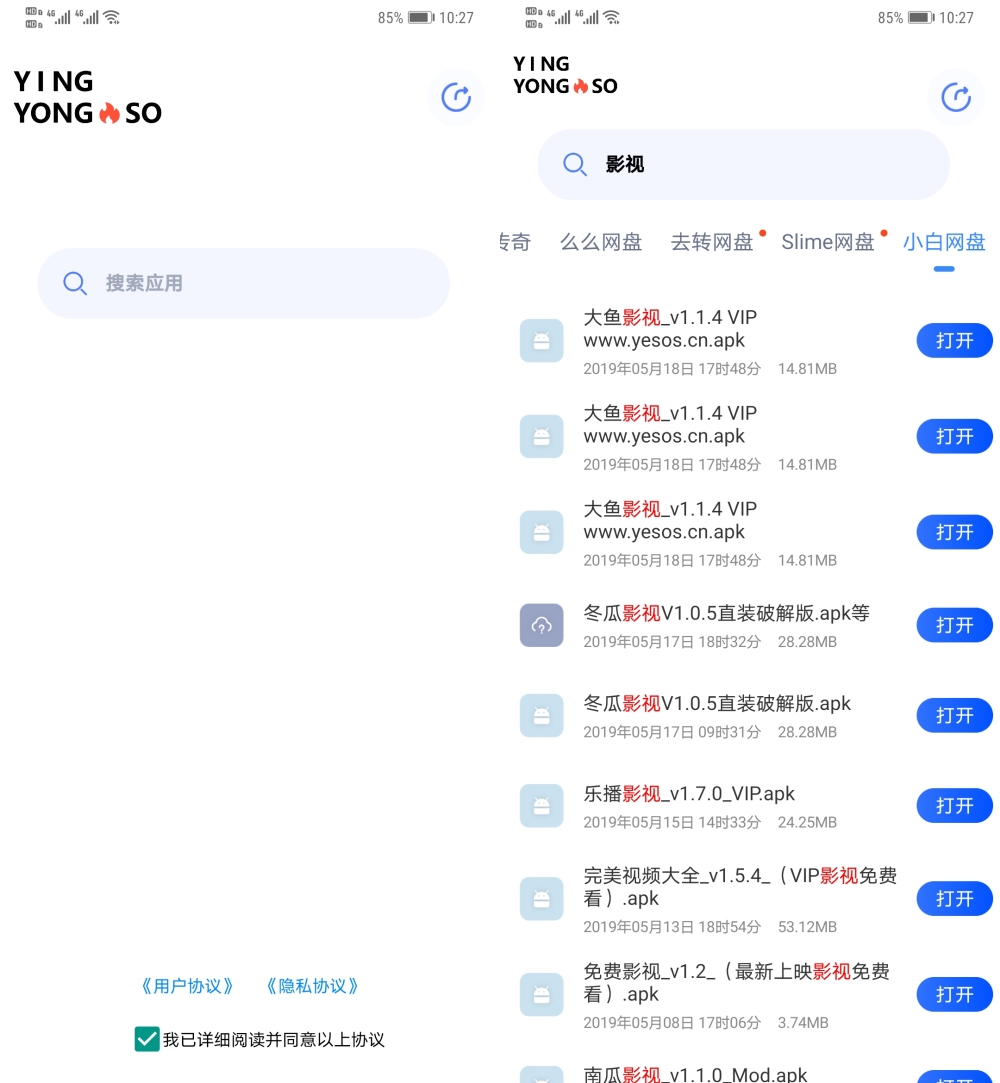 85% 10:27
YING
YONG SO
搜索应用
《用户协议》 《隐私协议》
我已详细阅读并同意以上协议
85% 10:27
YING
YONG SO
影视
传奇 么么网盘 去转网盘 Slime网盘 小白网盘
大鱼影视_v1.1.4 VIP
www.yesos.cn.apk
2019年05月18日 17时48分 14.81MB
打开
大鱼影视_v1.1.4 VIP
www.yesos.cn.apk
2019年05月18日 17时48分 14.81MB
打开
大鱼影视_v1.1.4 VIP
www.yesos.cn.apk
2019年05月18日 17时48分 14.81MB
打开
冬瓜影视V1.0.5直装破解版.apk等
2019年05月17日 18时32分 28.28MB
打开
冬瓜影视V1.0.5直装破解版.apk
2019年05月17日 09时31分 28.28MB
打开
乐播影视_v1.7.0_VIP.apk
2019年05月15日 14时33分 24.25MB
打开
完美视频大全_v1.5.4_（VIP影视免费
看）.apk
2019年05月13日 18时54分 53.12MB
打开
免费影视_v1.2_（最新上映影视免费
看）.apk
2019年05月08日 17时06分 3.74MB
打开
南瓜影视_v1.1.0_Mod.apk
打开